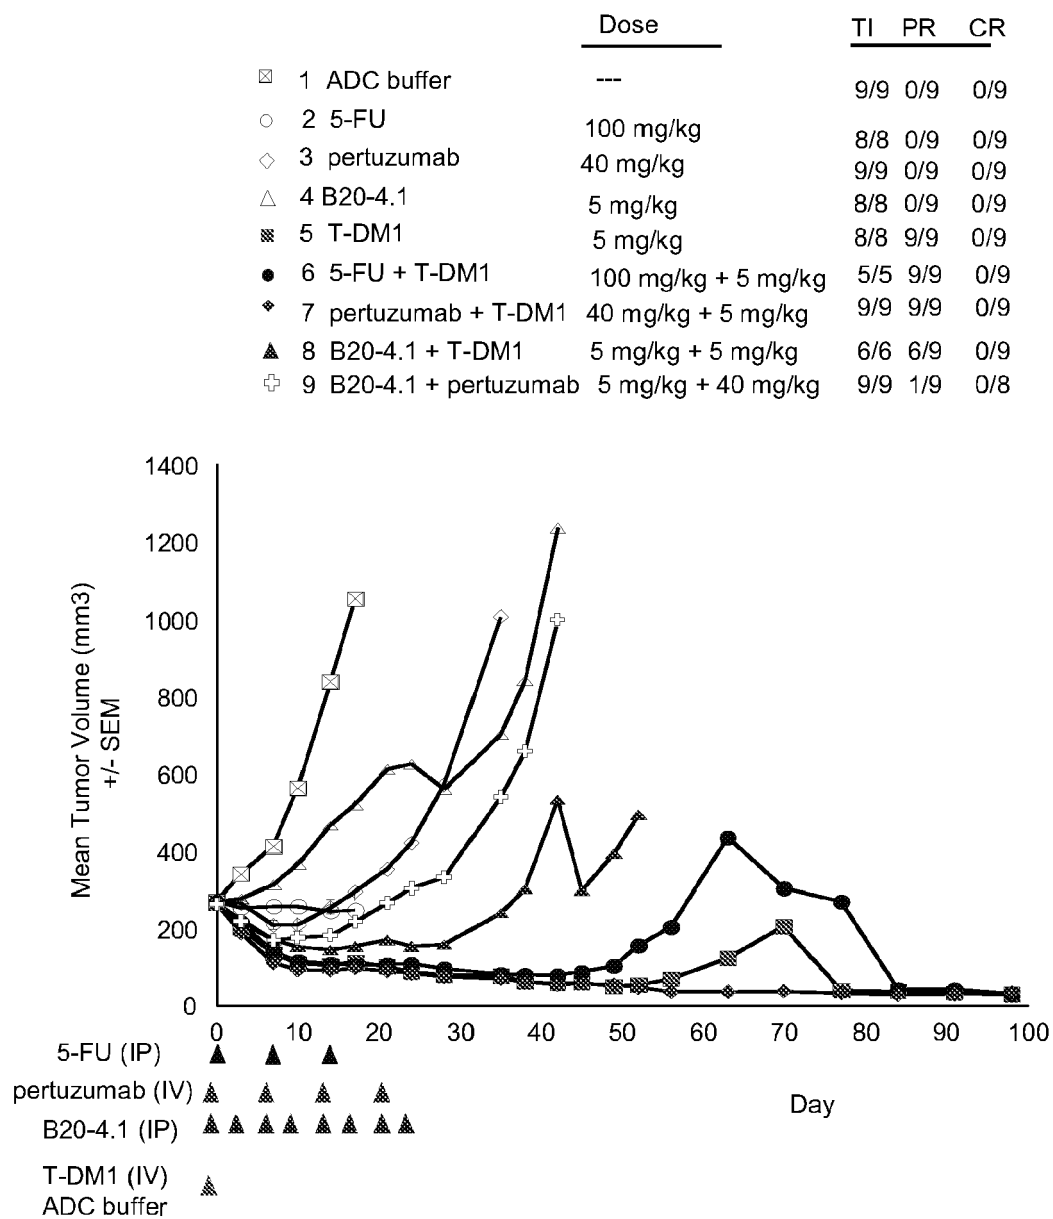 Dose TI PR CR
1 ADC buffer --- 9/9 0/9 0/9
2 5-FU 100 mg/kg 8/8 0/9 0/9
3 pertuzumab 40 mg/kg 9/9 0/9 0/9
4 B20-4.1 5 mg/kg 8/8 0/9 0/9
5 T-DM1 5 mg/kg 8/8 9/9 0/9
6 5-FU + T-DM1 100 mg/kg + 5 mg/kg 5/5 9/9 0/9
7 pertuzumab + T-DM1 40 mg/kg + 5 mg/kg 9/9 9/9 0/9
8 B20-4.1 + T-DM1 5 mg/kg + 5 mg/kg 6/6 6/9 0/9
9 B20-4.1 + pertuzumab 5 mg/kg + 40 mg/kg 9/9 1/9 0/8
Mean Tumor Volume (mm3)
+/- SEM
1400
1200
1000
800
600
400
200
0
0 10 20 30 40 50 60 70 80 90 100
Day
5-FU (IP)
pertuzumab (IV)
B20-4.1 (IP)
T-DM1 (IV)
ADC buffer